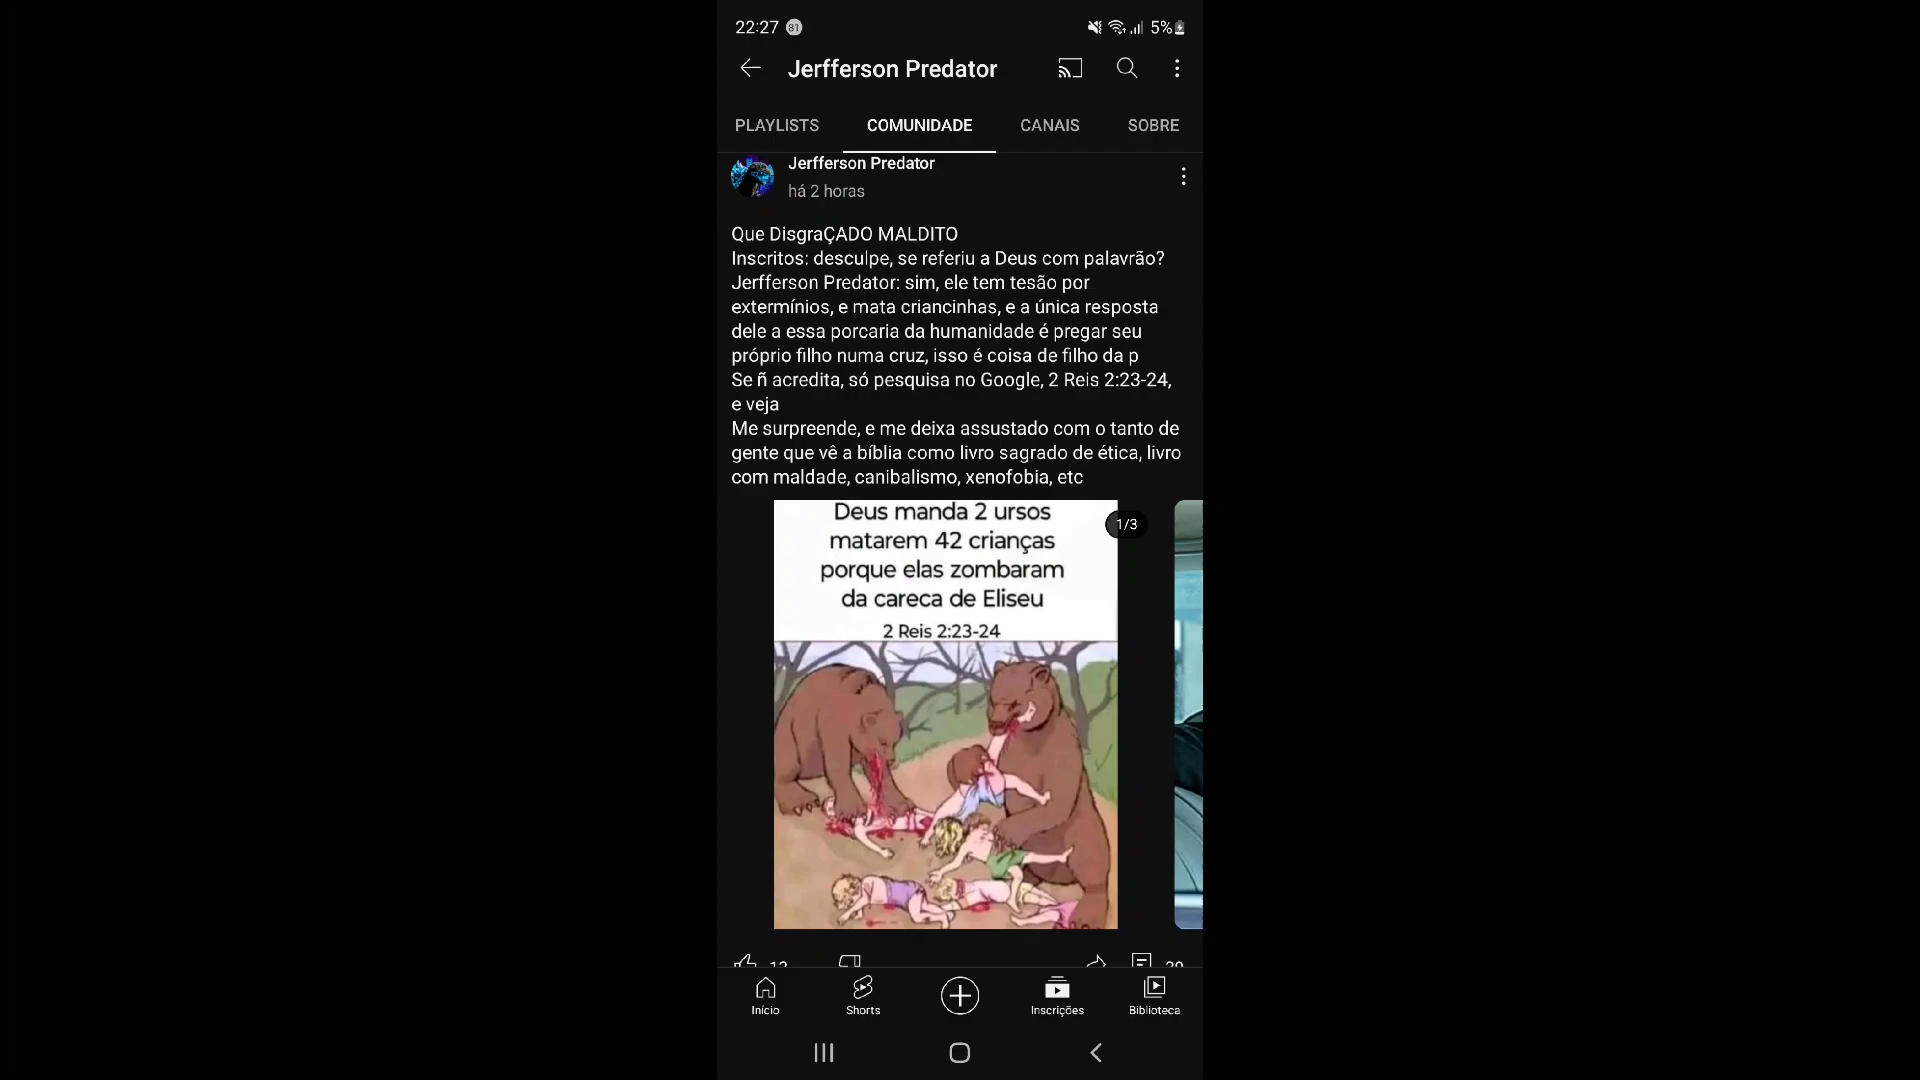 22:27 81 5%
Jerfferson Predator
PLAYLISTS COMUNIDADE CANAIS SOBRE
Jerfferson Predator
há 2 horas
Que DisgraÇADO MALDITO
Inscritos: desculpe, se referiu a Deus com palavrão?
Jerfferson Predator: sim, ele tem tesão por
extermínios, e mata criancinhas, e a única resposta
dele a essa porcaria da humanidade é pregar seu
próprio filho numa cruz, isso é coisa de filho da p
Se ñ acredita, só pesquisa no Google, 2 Reis 2:23-24,
e veja
Me surpreende, e me deixa assustado com o tanto de
gente que vê a bíblia como livro sagrado de ética, livro
com maldade, canibalismo, xenofobia, etc
Deus manda 2 ursos
1/3
matarem 42 crianças
porque elas zombaram
da careca de Eliseu
2 Reis 2:23-24
Início Shorts Inscrições Biblioteca